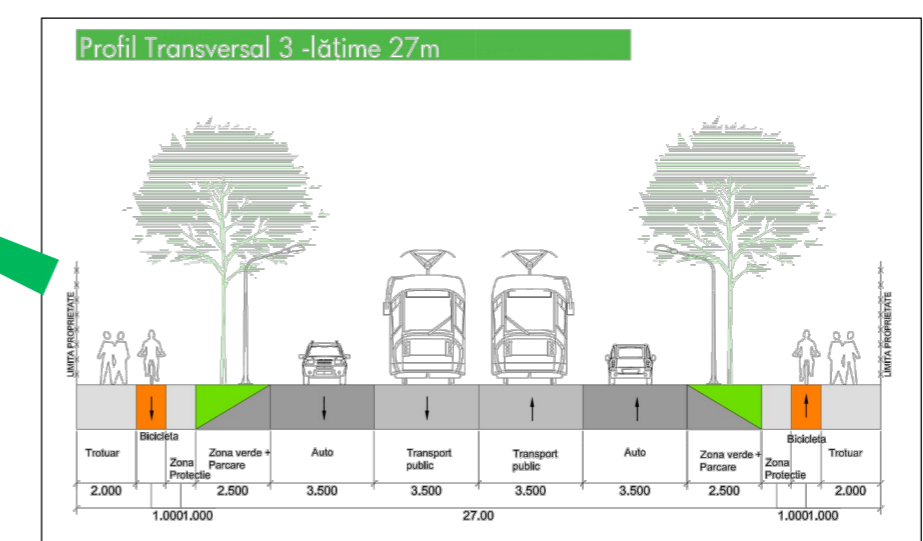 Profil Transversal 3 -lățime 27m
LIMITA PROPRIETATE
LIMITA PROPRIETATE
Trotuar
Bicicleta
Zona
Protectie
Zona verde +
Parcare
Auto
Transport
public
Transport
public
Auto
Zona verde +
Parcare
Zona
Protectie
Bicicleta
Trotuar
2.000 2.500 3.500 3.500 3.500 3.500 2.500 2.000
1.0001.000 27.00 1.0001.000